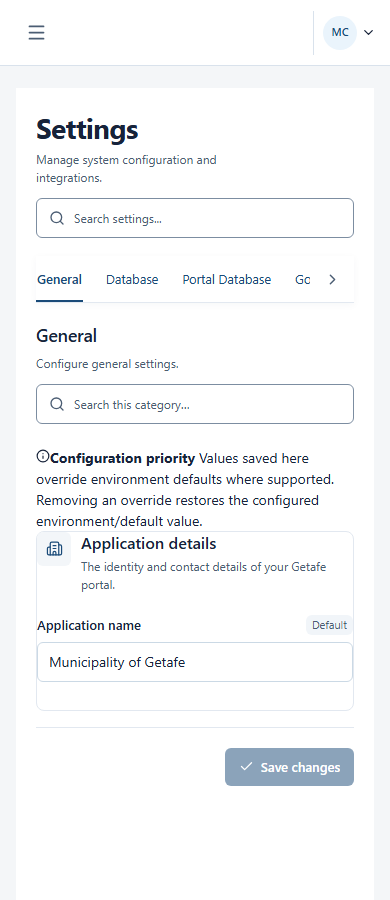 MC
Settings
Manage system configuration and
integrations.
Search settings...
General
Database
Portal Database
Go
General
Configure general settings.
Search this category...
Configuration priority Values saved here
override environment defaults where supported.
Removing an override restores the configured
environment/default value.
Application details
The identity and contact details of your Getafe
portal.
Application name
Default
Municipality of Getafe
Save changes